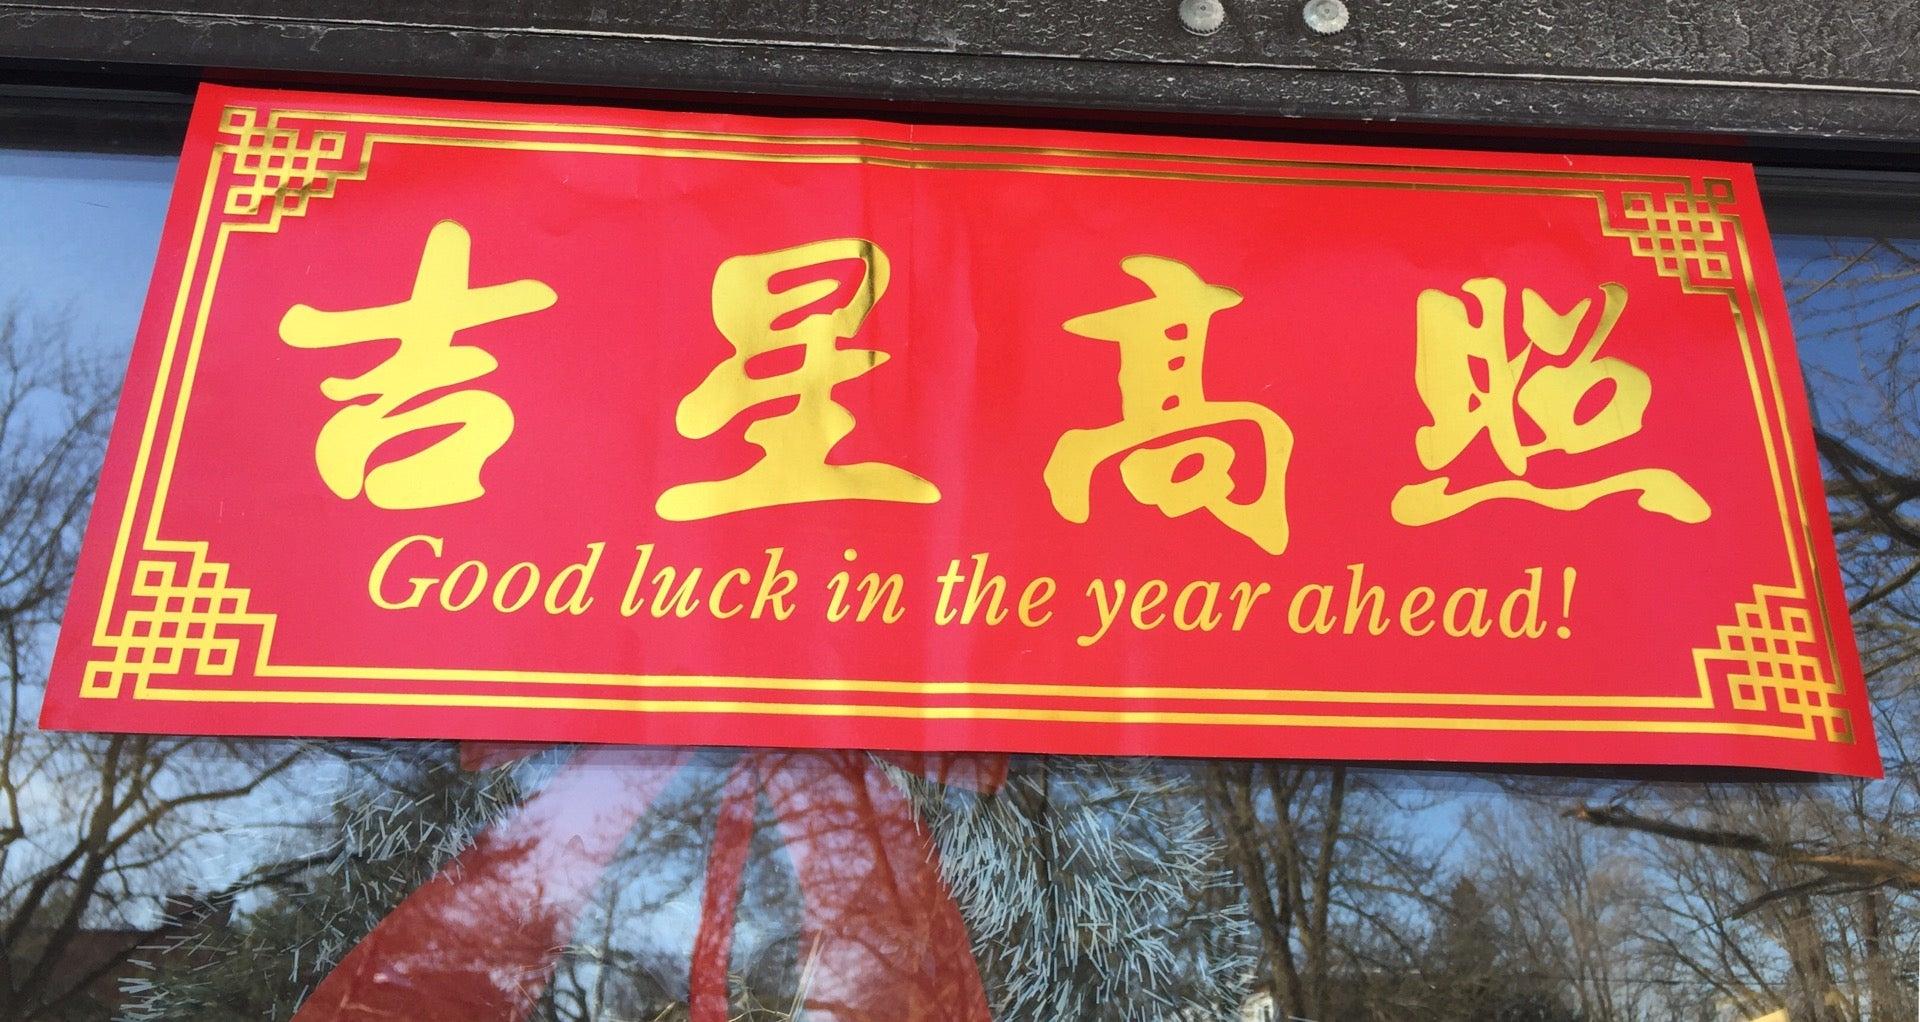 吉星高照
Good luck in the year ahead!